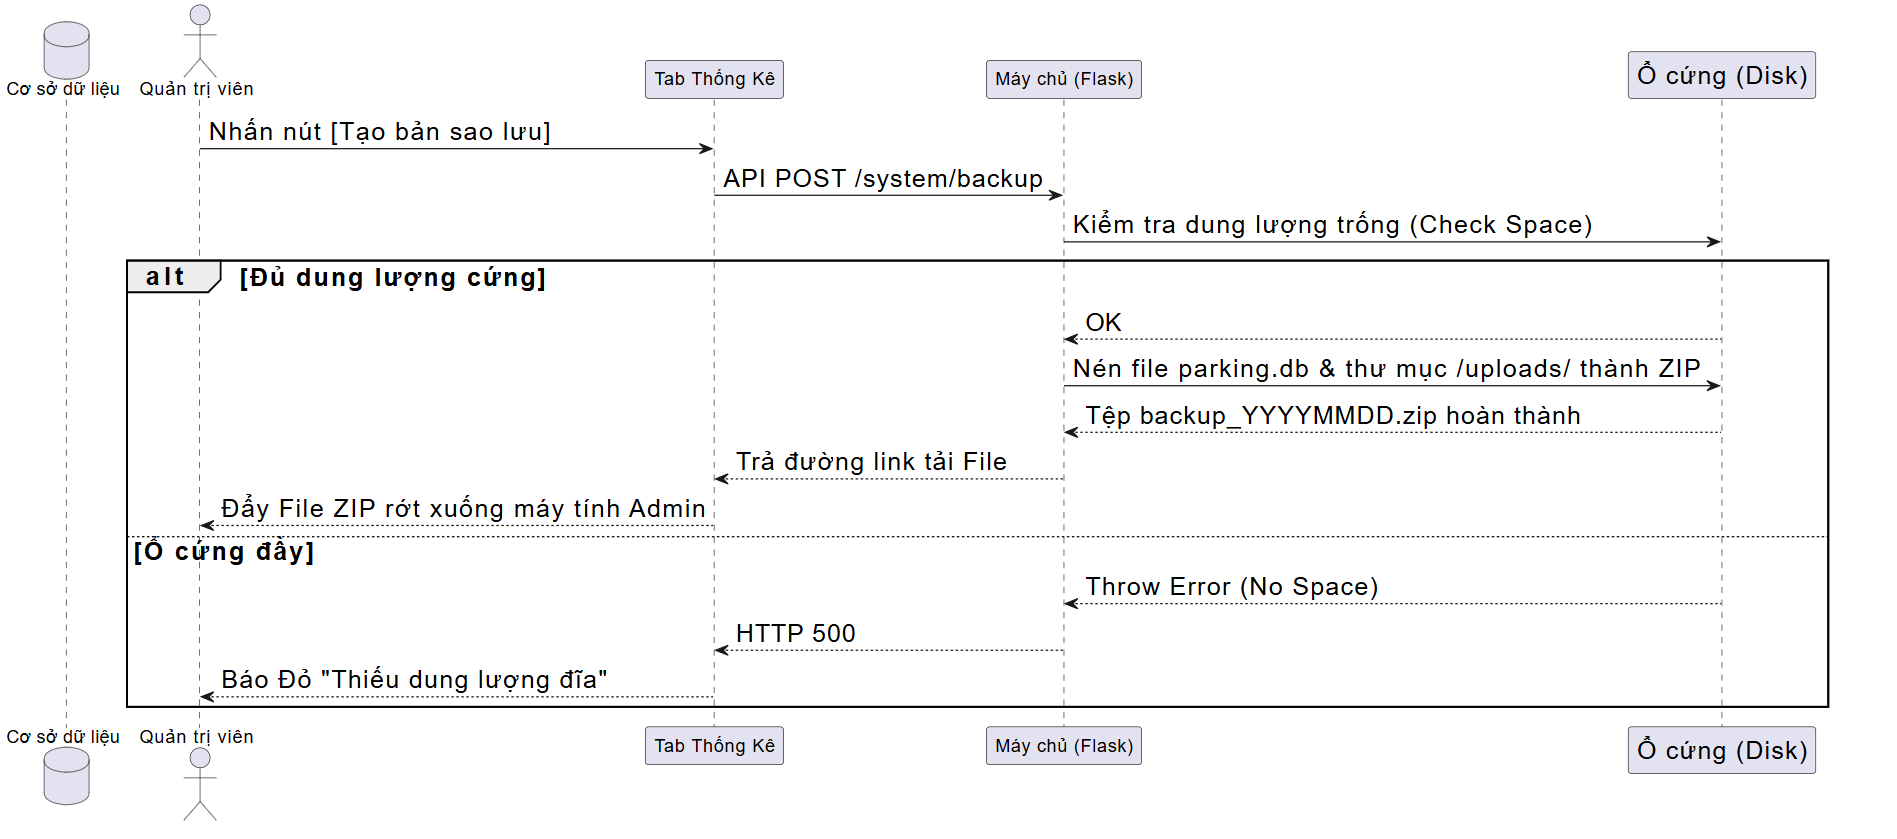 Cơ sở dữ liệu
Quản trị viên
Tab Thống Kê
Máy chủ (Flask)
Ổ cứng (Disk)
Nhấn nút [Tạo bản sao lưu]
API POST /system/backup
Kiểm tra dung lượng trống (Check Space)
alt
[Đủ dung lượng cứng]
OK
Nén file parking.db & thư mục /uploads/ thành ZIP
Tệp backup_YYYYMMDD.zip hoàn thành
Trả đường link tải File
Đẩy File ZIP rớt xuống máy tính Admin
[Ổ cứng đầy]
Throw Error (No Space)
HTTP 500
Báo Đỏ "Thiếu dung lượng đĩa"
Cơ sở dữ liệu
Quản trị viên
Tab Thống Kê
Máy chủ (Flask)
Ổ cứng (Disk)